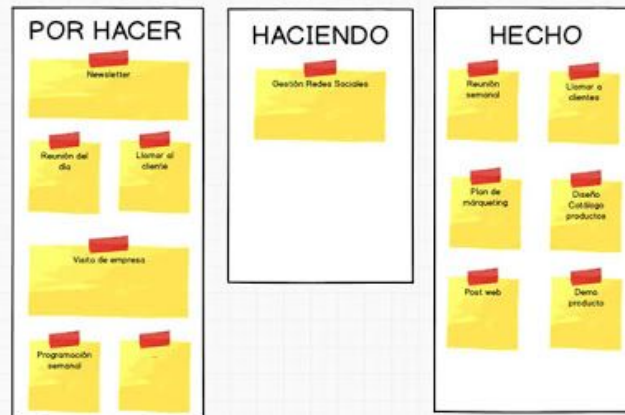 POR HACER
Newsletter
Reunión del
día
Llamar al
cliente
Visita de empresa
Programación
semanal
...
HACIENDO
Gestión Redes Sociales
HECHO
Reunión
semanal
Llamar a
clientes
Plan de
márqueting
Diseño
Catálogo
productos
Post web
Demo
producto